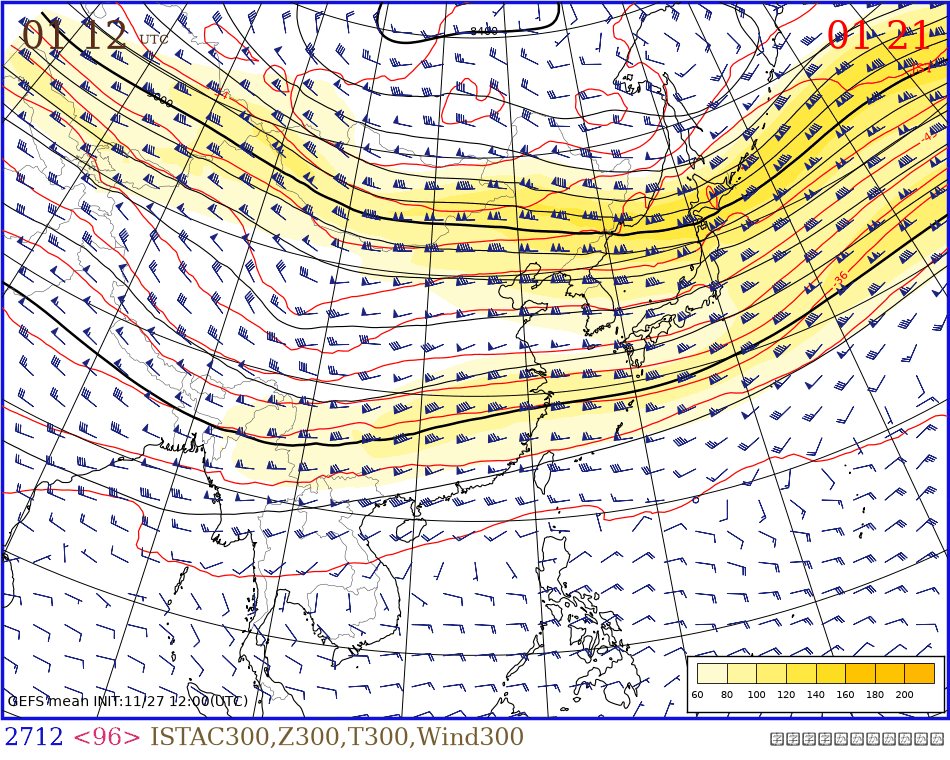 01 12 UTC
01 21
8400
-36
60 80 100 120 140 160 180 200
GEFS mean INIT:11/27 12:00(UTC)
2712 <96> ISTAC300,Z300,T300,Wind300